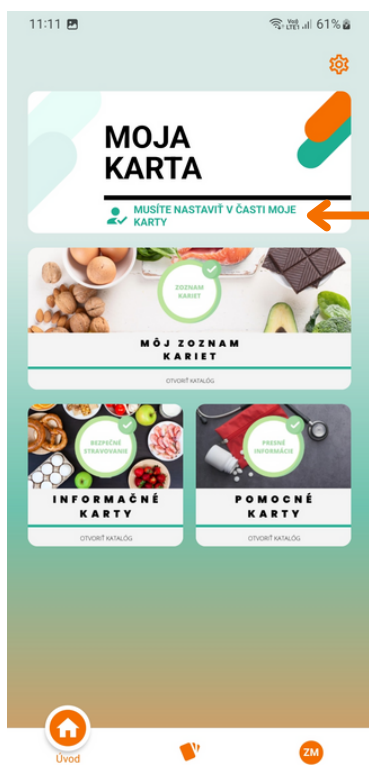 11:11 61%
MOJA
KARTA
MUSÍTE NASTAVIŤ V ČASTI MOJE
KARTY
ZOZNAM
KARIET
MÔJ ZOZNAM
KARIET
OTVORIŤ KATALÓG
BEZPEČNÉ
STRAVOVANIE
PRESNÉ
INFORMÁCIE
INFORMAČNÉ
KARTY
POMOCNÉ
KARTY
OTVORIŤ KATALÓG
OTVORIŤ KATALÓG
Úvod
ZM